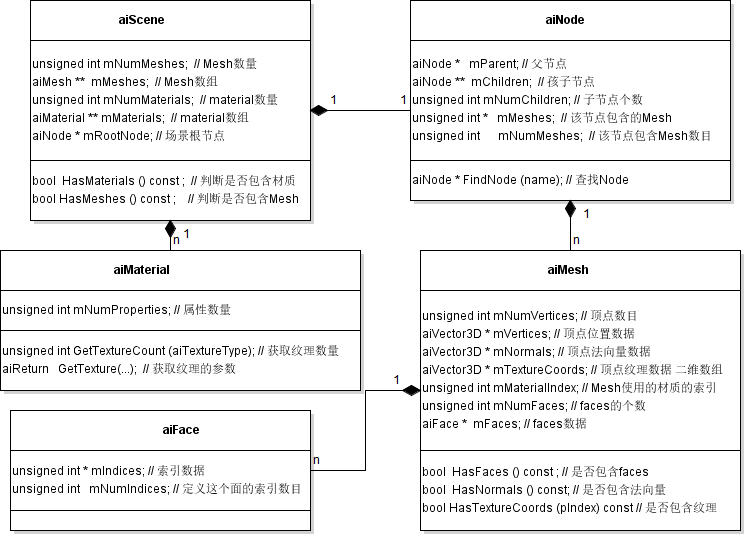 aiScene
unsigned int mNumMeshes; // Mesh数量
aiMesh ** mMeshes; // Mesh数组
unsigned int mNumMaterials; // material数量
aiMaterial ** mMaterials; // material数组
aiNode * mRootNode; // 场景根节点
bool HasMaterials () const ; // 判断是否包含材质
bool HasMeshes () const ; // 判断是否包含Mesh
1
1
aiNode
aiNode * mParent; // 父节点
aiNode ** mChildren; // 孩子节点
unsigned int mNumChildren; // 子节点个数
unsigned int * mMeshes; // 该节点包含的Mesh
unsigned int mNumMeshes; // 该节点包含Mesh数目
aiNode * FindNode (name); // 查找Node
1
n
1
n
aiMaterial
unsigned int mNumProperties; // 属性数量
unsigned int GetTextureCount (aiTextureType); // 获取纹理数量
aiReturn GetTexture(...); // 获取纹理的参数
aiMesh
unsigned int mNumVertices; // 顶点数目
aiVector3D * mVertices; // 顶点位置数据
aiVector3D * mNormals; // 顶点法向量数据
aiVector3D * mTextureCoords; // 顶点纹理数据 二维数组
unsigned int mMaterialIndex; // Mesh使用的材质的索引
unsigned int mNumFaces; // faces的个数
aiFace * mFaces; // faces数据
bool HasFaces () const ; // 是否包含faces
bool HasNormals () const; // 是否包含法向量
bool HasTextureCoords (pIndex) const // 是否包含纹理
1
n
aiFace
unsigned int * mIndices; // 索引数据
unsigned int mNumIndices; // 定义这个面的索引数目